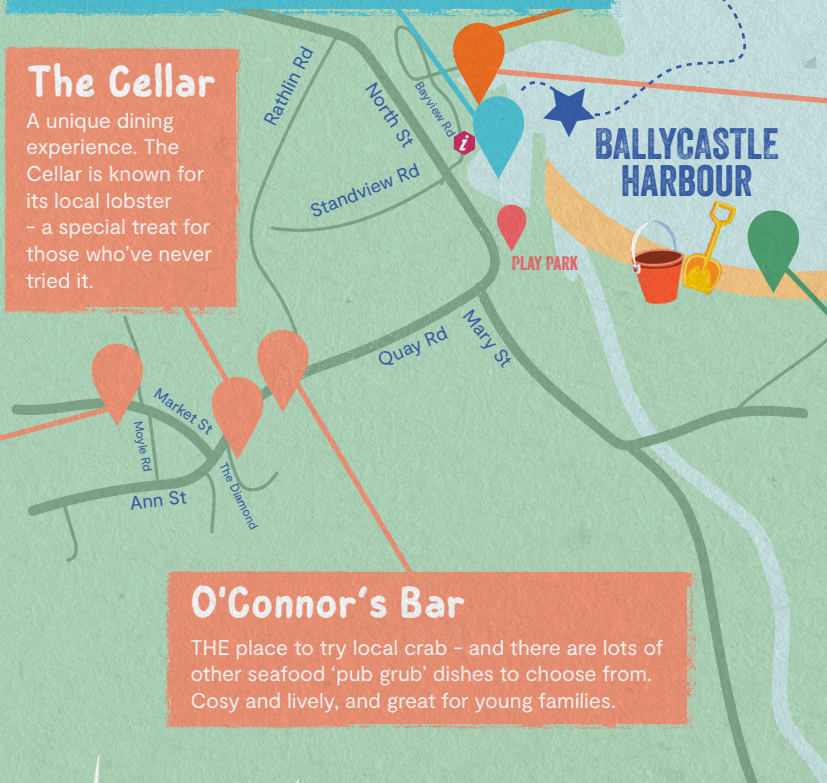 The Cellar
A unique dining
experience. The
Cellar is known for
its local lobster
– a special treat for
those who've never
tried it.
Rathlin Rd
North St
Bayview Rd
i
Standview Rd
BALLYCASTLE
HARBOUR
PLAY PARK
Quay Rd
Mary St
Market St
Moyle Rd
The Diamond
Ann St
O'Connor's Bar
THE place to try local crab – and there are lots of
other seafood 'pub grub' dishes to choose from.
Cosy and lively, and great for young families.